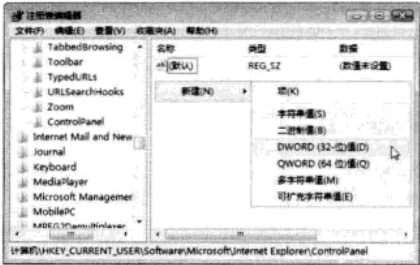 注册表编辑器
文件(F) 编辑(E) 查看(V) 收藏夹(A) 帮助(H)
TabbedBrowsing
Toolbar
TypedURLs
URLSearchHooks
Zoom
ControlPanel
Internet Mail and New
Journal
Keyboard
MediaPlayer
Microsoft Managemer
MobilePC
MPEG2Demultiplexer
名称 类型 数据
ab (默认) REG_SZ (数值未设置)
新建(N)
项(K)
字符串值(S)
二进制值(B)
DWORD (32-位)值(D)
QWORD (64 位)值(Q)
多字符串值(M)
可扩充字符串值(E)
计算机\HKEY_CURRENT_USER\Software\Microsoft\Internet Explorer\ControlPanel